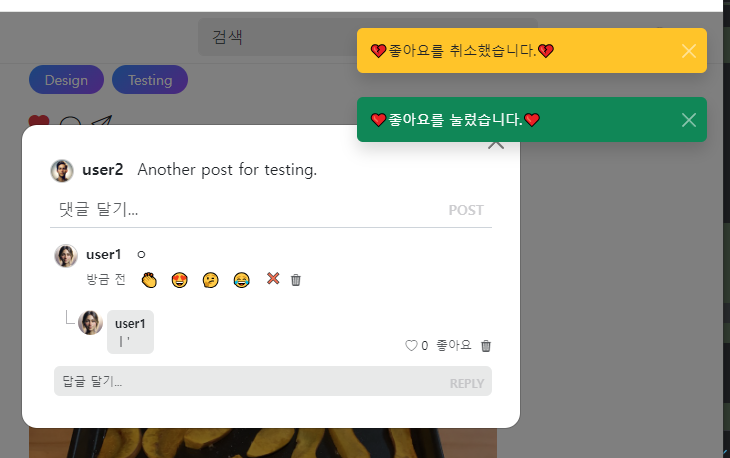 검색
💔좋아요를 취소했습니다.💔
Design
Testing
❤좋아요를 눌렀습니다.❤
user2 Another post for testing.
댓글 달기... POST
user1 ㅇ
방금 전
user1
ㅣ'
0 좋아요
답글 달기... REPLY